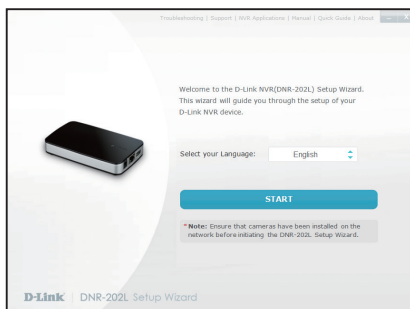 Troubleshooting | Support | NVR Applications | Manual | Quick Guide | About
Welcome to the D-Link NVR(DNR-202L) Setup Wizard.
This wizard will guide you through the setup of your
D-Link NVR device.
Select your Language: English
START
*Note: Ensure that cameras have been installed on the
network before initiating the DNR-202L Setup Wizard.
D-Link | DNR-202L Setup Wizard